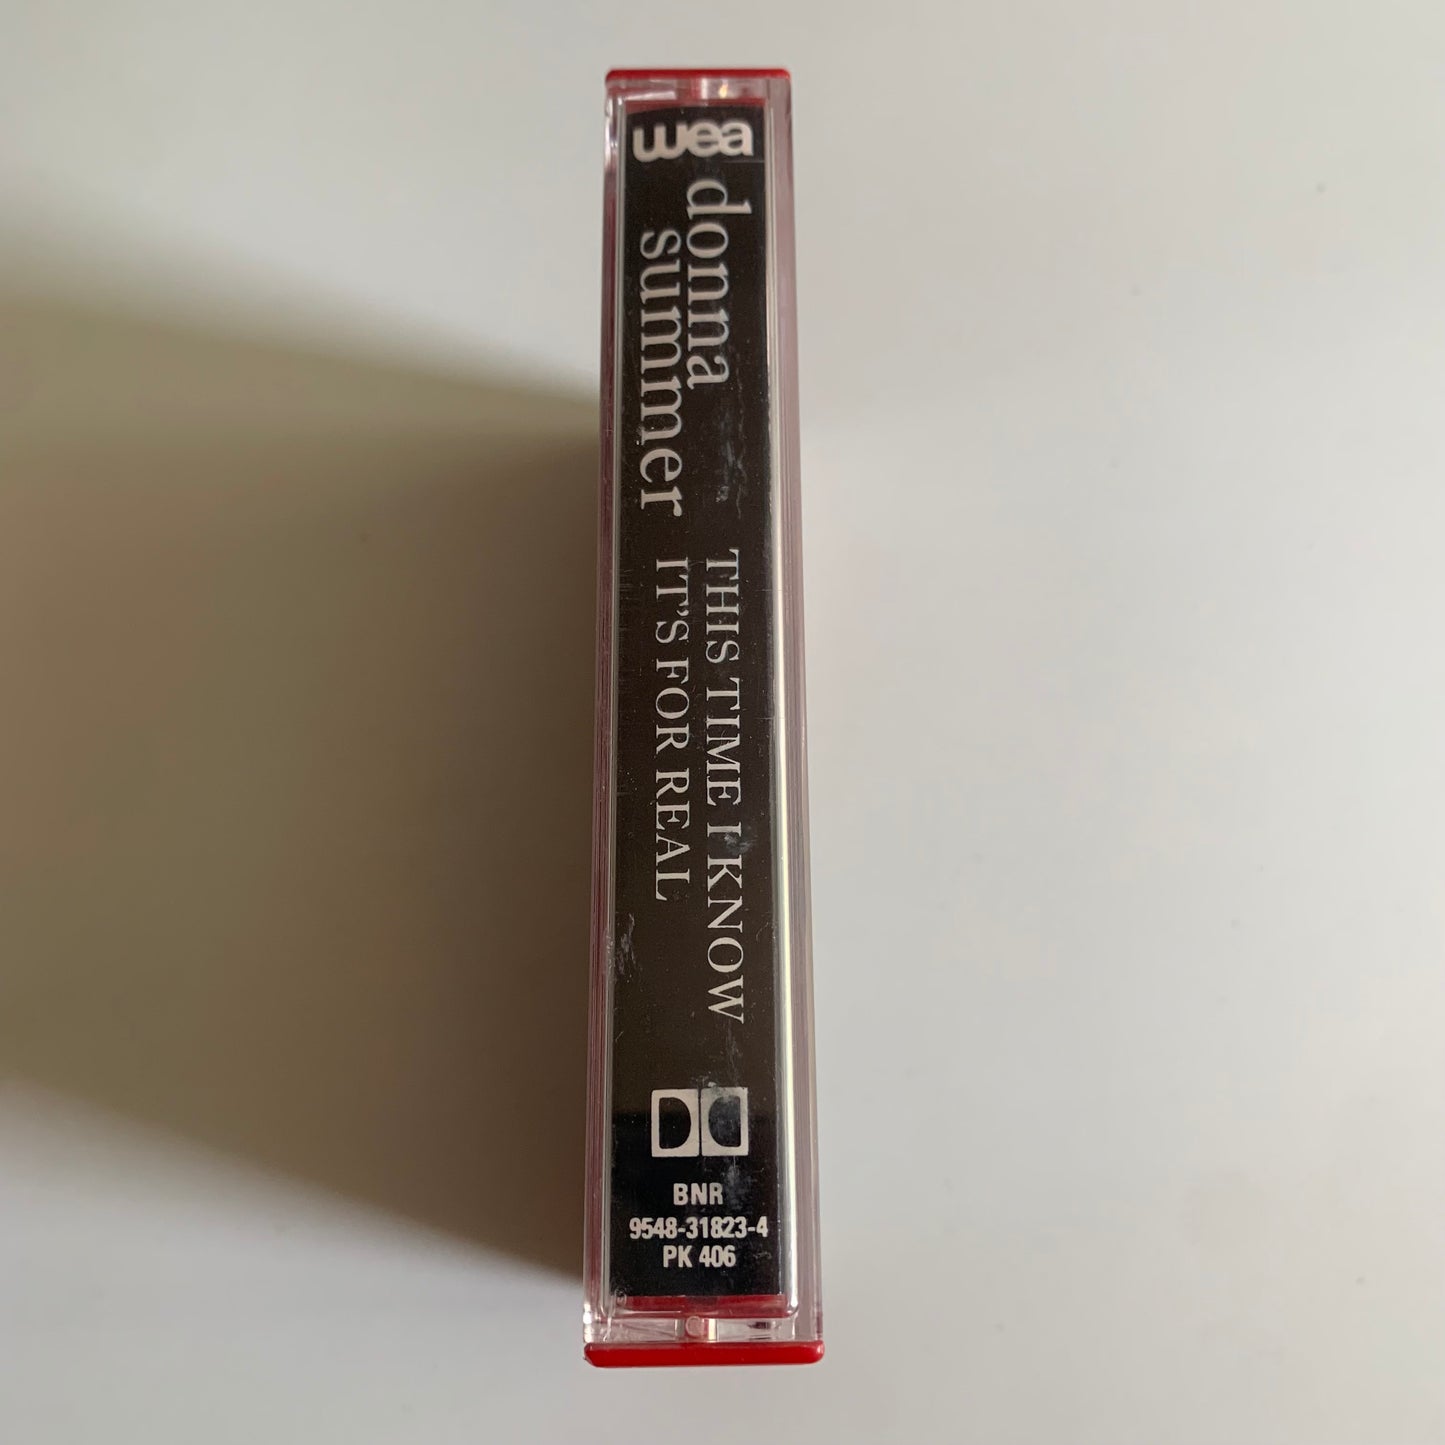 wea
donna
summer
THIS TIME I KNOW
IT'S FOR REAL
BNR
9548-31823-4
PK 406